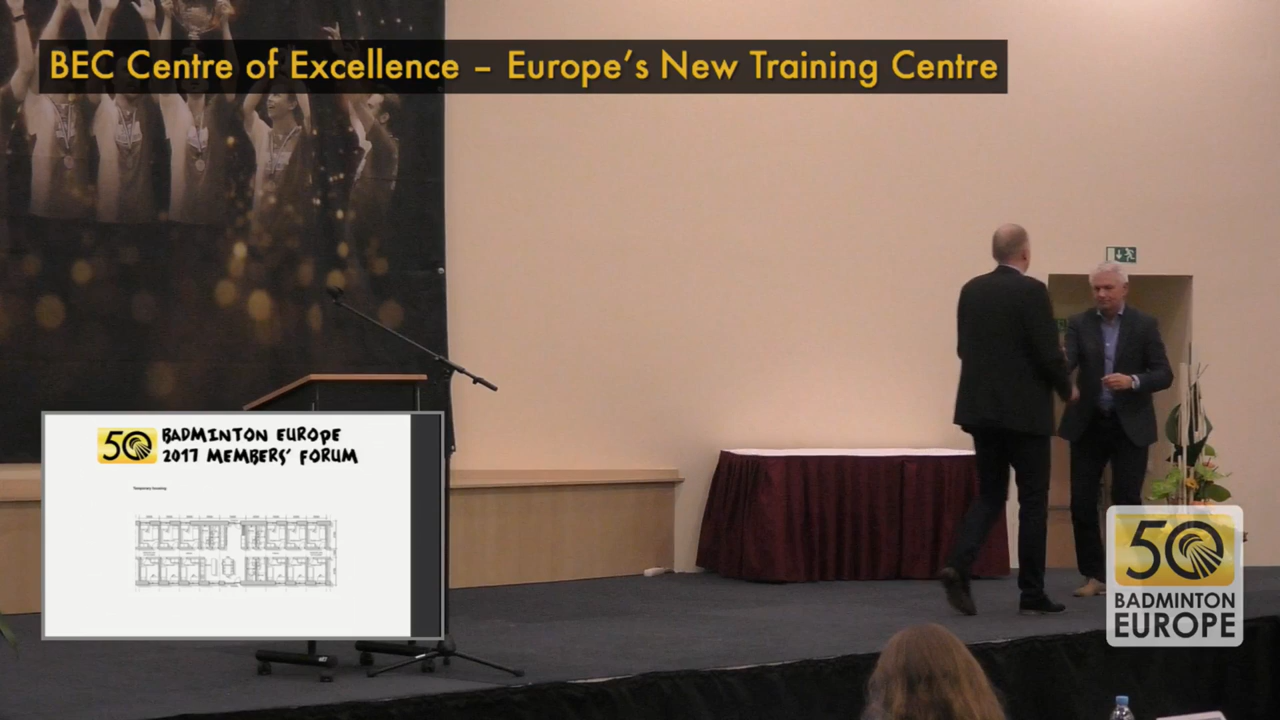 BEC Centre of Excellence – Europe's New Training Centre
50 BADMINTON EUROPE
2017 MEMBERS' FORUM
Temporary housing
50
BADMINTON
EUROPE